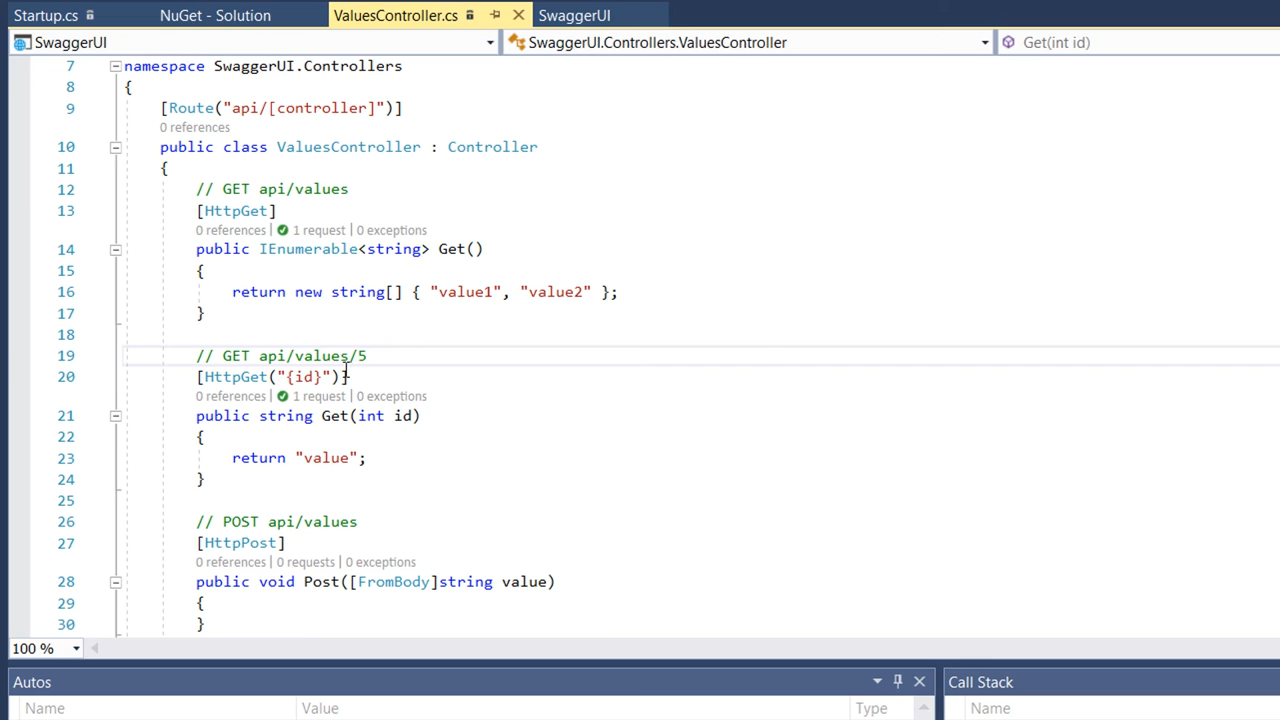 Startup.cs NuGet - Solution ValuesController.cs SwaggerUI
SwaggerUI SwaggerUI.Controllers.ValuesController Get(int id)
7 namespace SwaggerUI.Controllers
8 {
9 [Route("api/[controller]")]
0 references
10 public class ValuesController : Controller
11 {
12 // GET api/values
13 [HttpGet]
0 references | 1 request | 0 exceptions
14 public IEnumerable<string> Get()
15 {
16 return new string[] { "value1", "value2" };
17 }
18
19 // GET api/values/5
20 [HttpGet("{id}")]
0 references | 1 request | 0 exceptions
21 public string Get(int id)
22 {
23 return "value";
24 }
25
26 // POST api/values
27 [HttpPost]
0 references | 0 requests | 0 exceptions
28 public void Post([FromBody]string value)
29 {
30 }
100 %
Autos Call Stack
Name Value Type Name